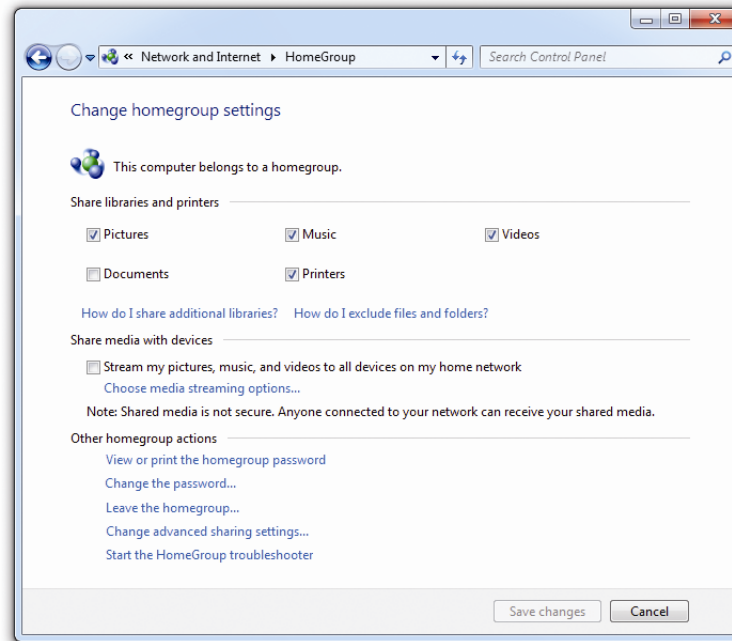 « Network and Internet ▸ HomeGroup Search Control Panel
Change homegroup settings
This computer belongs to a homegroup.
Share libraries and printers
Pictures Music Videos
Documents Printers
How do I share additional libraries? How do I exclude files and folders?
Share media with devices
Stream my pictures, music, and videos to all devices on my home network
Choose media streaming options...
Note: Shared media is not secure. Anyone connected to your network can receive your shared media.
Other homegroup actions
View or print the homegroup password
Change the password...
Leave the homegroup...
Change advanced sharing settings...
Start the HomeGroup troubleshooter
Save changes Cancel